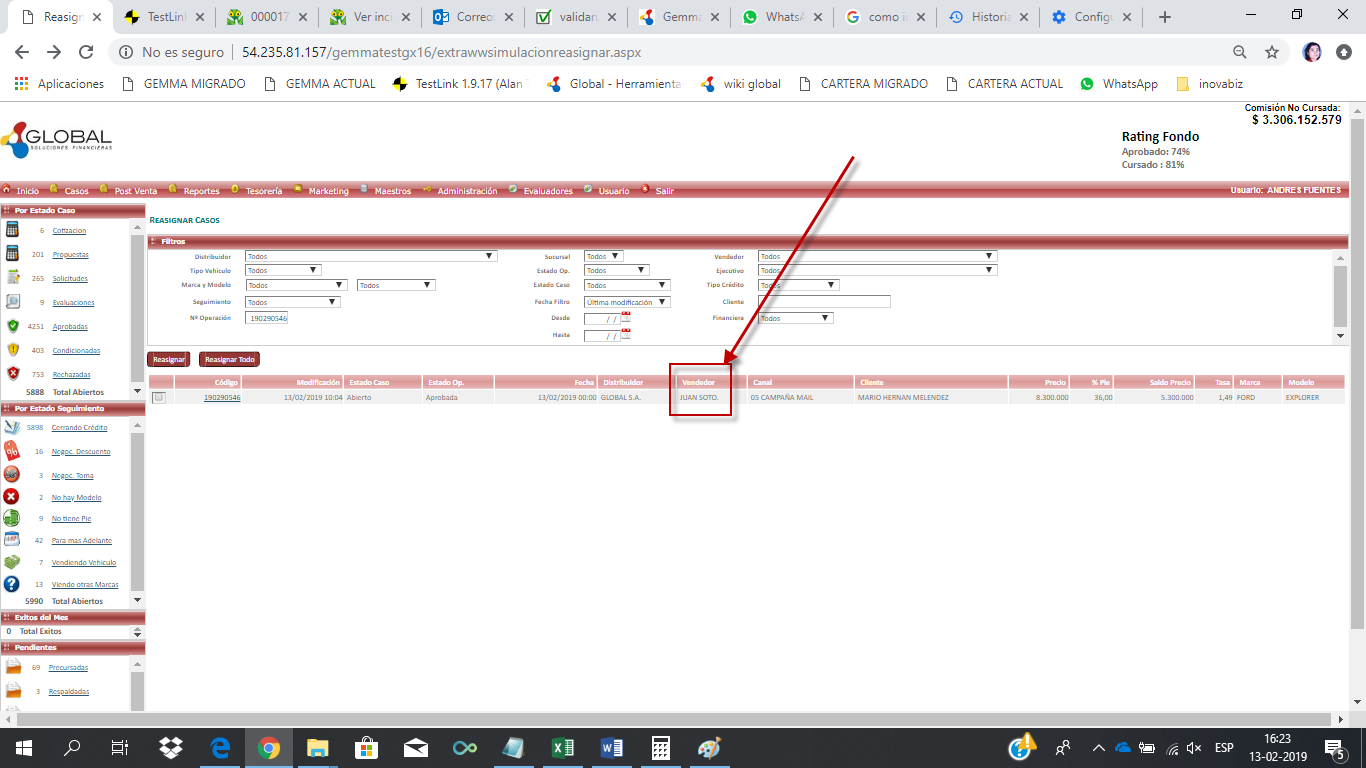 Reasign
TestLink
000017
Ver inci
Correo
validaru
Gemma
WhatsA
como i
Historia
Configu
No es seguro | 54.235.81.157/gemmatestgx16/extrawwsimulacionreasignar.aspx
Aplicaciones GEMMA MIGRADO GEMMA ACTUAL TestLink 1.9.17 (Alan Global - Herramienta wiki global CARTERA MIGRADO CARTERA ACTUAL WhatsApp inovabiz
Comisión No Cursada:
$ 3.306.152.579
GLOBAL
SOLUCIONES FINANCIERAS
Rating Fondo
Aprobado: 74%
Cursado : 81%
Inicio Casos Post Venta Reportes Tesorería Marketing Maestros Administración Evaluadores Usuario Salir Usuario: ANDRES FUENTES
Por Estado Caso
6 Cotizacion
201 Propuestas
265 Solicitudes
9 Evaluaciones
4251 Aprobadas
403 Condicionadas
753 Rechazadas
5888 Total Abiertos
Por Estado Seguimiento
5898 Cerrando Crédito
16 Negoc. Descuento
3 Negoc. Toma
2 No hay Modelo
9 No tiene Pie
42 Para mas Adelante
7 Vendiendo Vehiculo
13 Viendo otras Marcas
5990 Total Abiertos
Exitos del Mes
0 Total Exitos
Pendientes
69 Precursadas
3 Respaldadas
REASIGNAR CASOS
Filtros
Distribuidor Todos Sucursal Todos Vendedor Todos
Tipo Vehiculo Todos Estado Op. Todos Ejecutivo Todos
Marca y Modelo Todos Todos Estado Caso Todos Tipo Crédito Todos
Seguimiento Todos Fecha Filtro Última modificación Cliente
Nº Operación 190290546 Desde / / Financiera Todos
Hasta / /
Reasignar Reasignar Todo
Código Modificación Estado Caso Estado Op. Fecha Distribuidor Vendedor Canal Cliente Precio % Pie Saldo Precio Tasa Marca Modelo
190290546 13/02/2019 10:04 Abierto Aprobada 13/02/2019 00:00 GLOBAL S.A. JUAN SOTO. 05 CAMPAÑA MAIL MARIO HERNAN MELENDEZ 8.300.000 36,00 5.300.000 1,49 FORD EXPLORER
ESP
16:23
13-02-2019
5